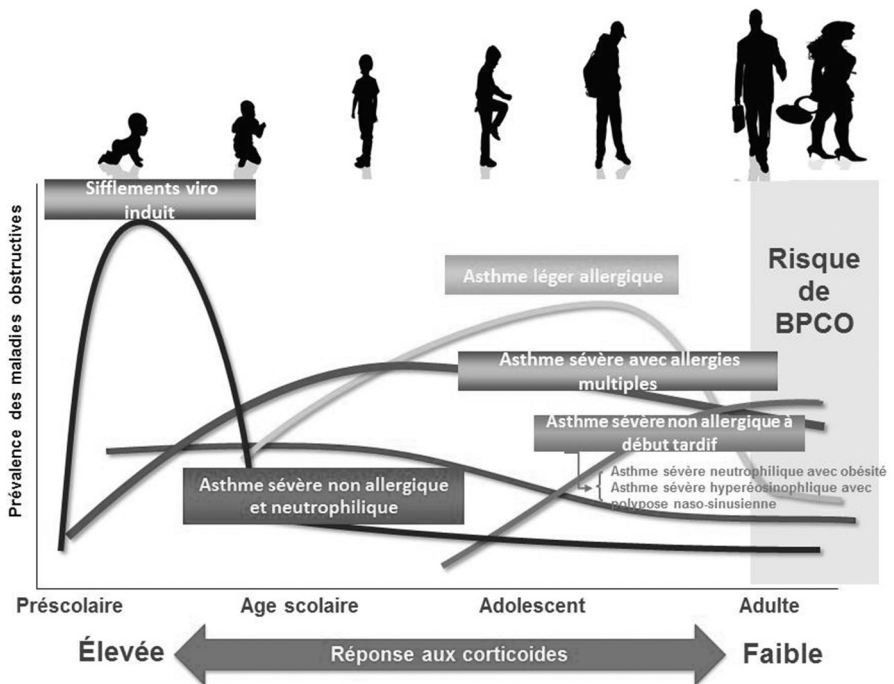 Sifflements viro
induit
Prévalence des maladies obstructives
Asthme léger allergique
Risque
de
BPCO
Asthme sévère avec allergies
multiples
Asthme sévère non allergique à
début tardif
Asthme sévère neutrophilique avec obésité
Asthme sévère hyperéosinophlique avec
polypose naso-sinusienne
Asthme sévère non allergique
et neutrophilique
Préscolaire
Age scolaire
Adolescent
Adulte
Élevée
Réponse aux corticoides
Faible